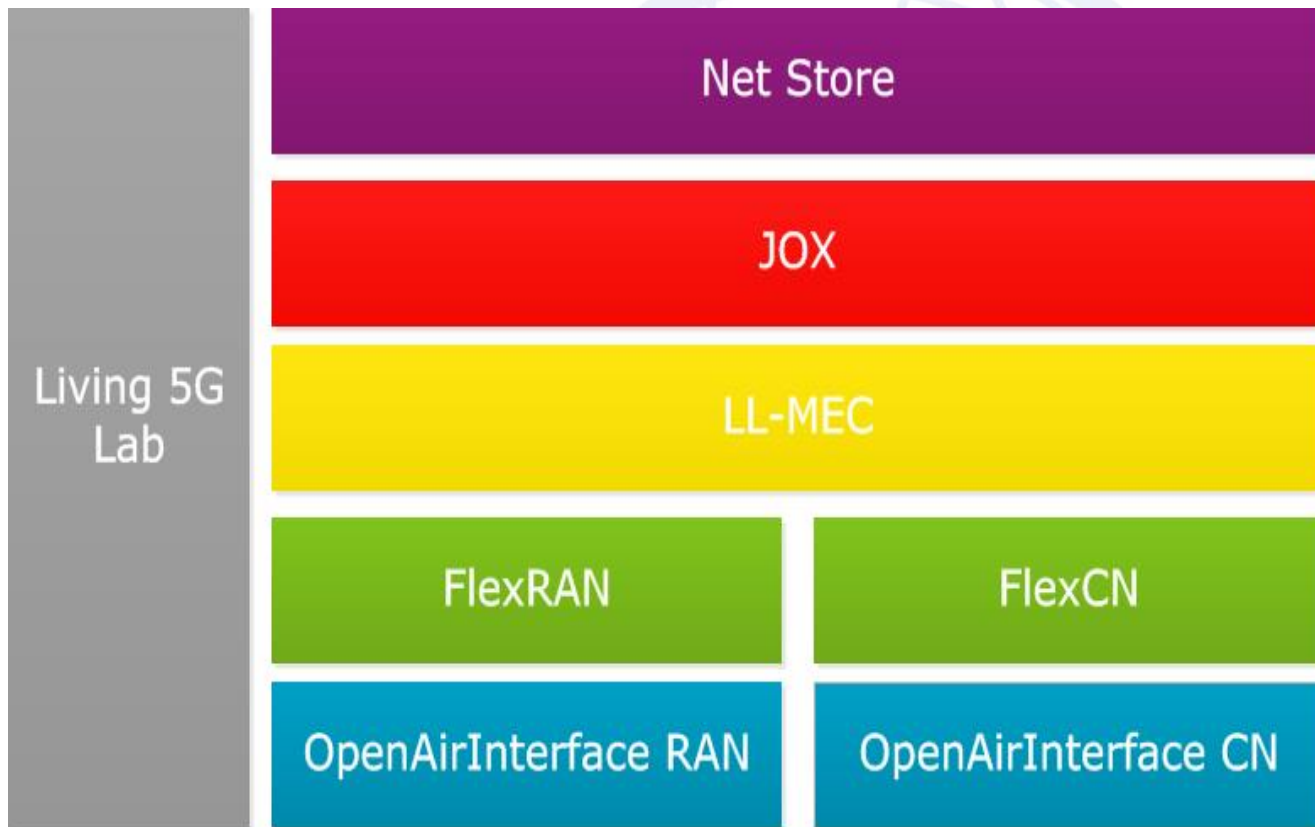 Net Store
JOX
Living 5G
Lab
LL-MEC
FlexRAN
FlexCN
OpenAirInterface RAN
OpenAirInterface CN